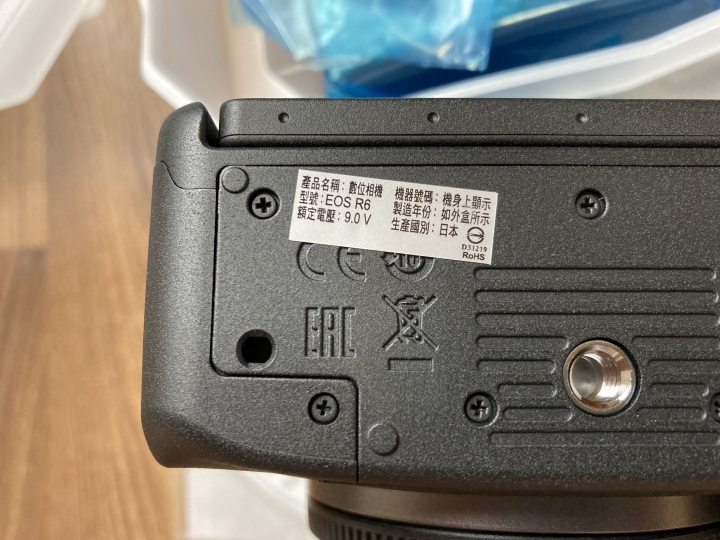 產品名稱：數位相機
型號：EOS R6
額定電壓：9.0 V
機器號碼：機身上顯示
製造年份：如外盒所示
生產國別：日本
D31219
RoHS
CE
EAC